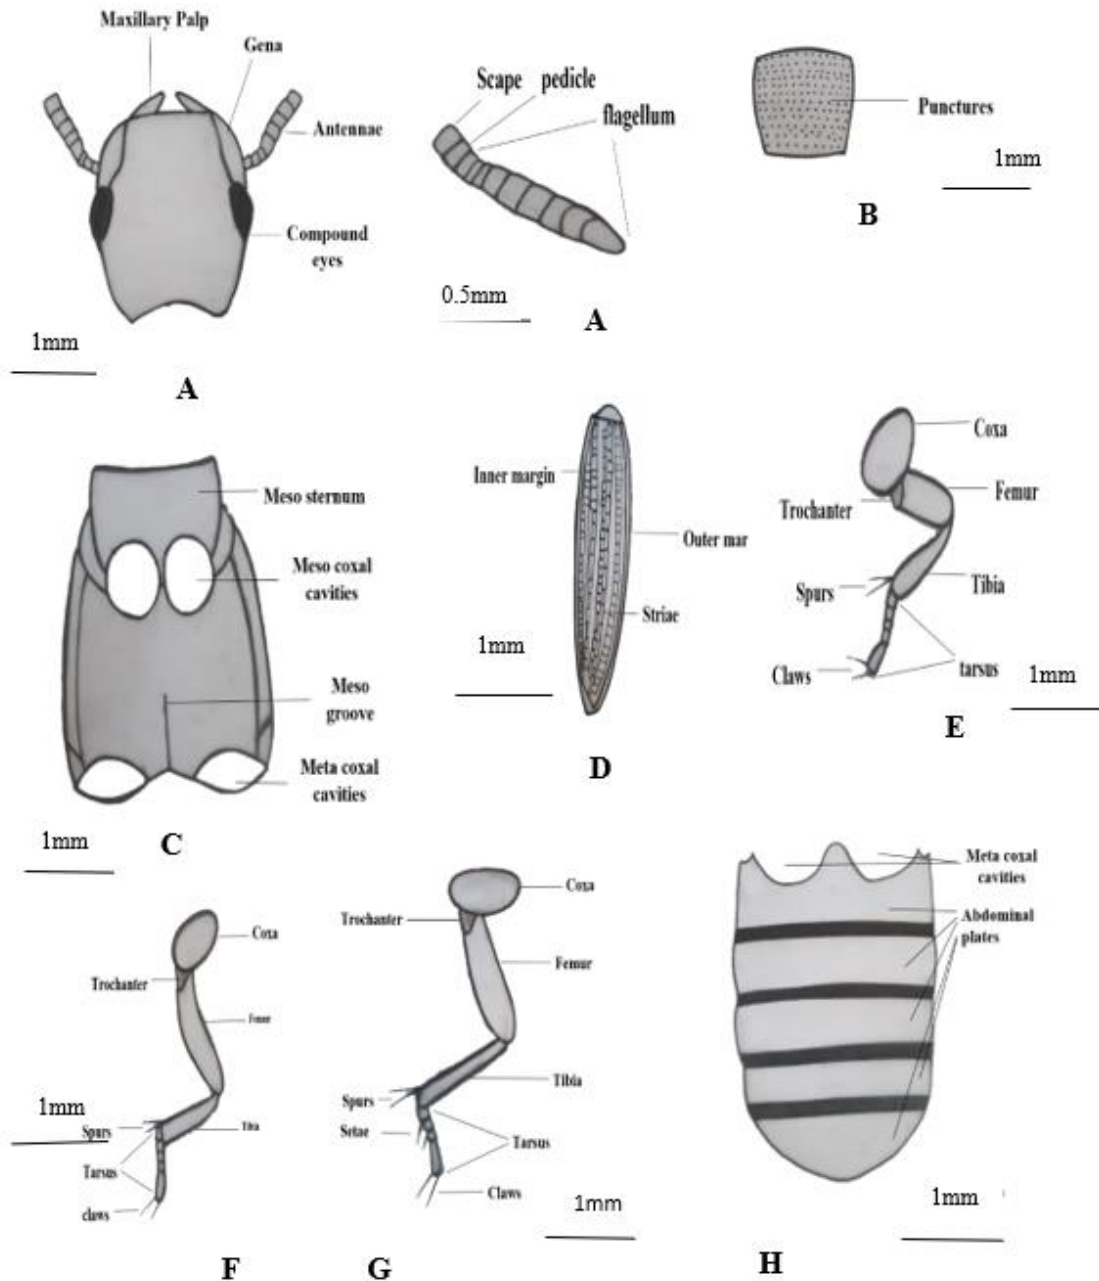 Maxillary Palp
Gena
Antennae
Compound
eyes
1mm
A
Scape
pedicle
flagellum
0.5mm
A
Punctures
1mm
B
Meso sternum
Meso coxal
cavities
Meso
groove
Meta coxal
cavities
1mm
C
Inner margin
Outer mar
Striae
1mm
D
Coxa
Femur
Trochanter
Tibia
Spurs
Claws
tarsus
1mm
E
Coxa
Trochanter
Femur
1mm
Spurs
Tibia
Tarsus
claws
F
Coxa
Trochanter
Femur
Tibia
Spurs
Setae
Tarsus
Claws
1mm
G
Meta coxal
cavities
Abdominal
plates
1mm
H